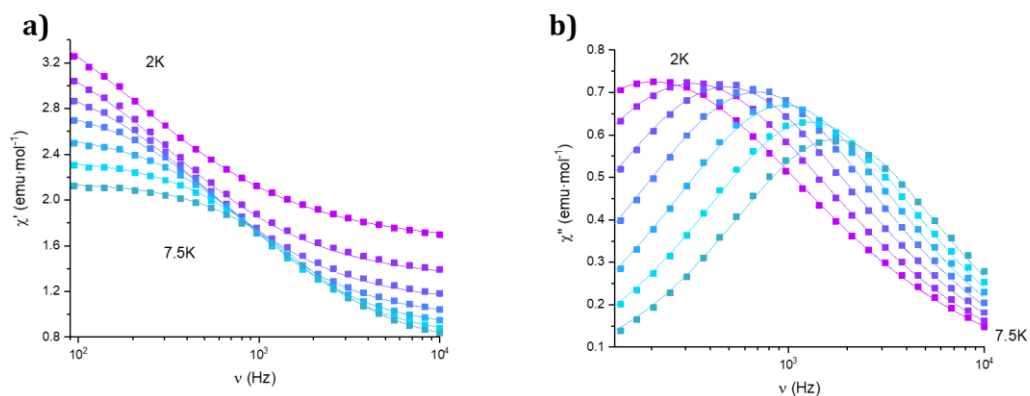 a)
2K
7.5K
χ' (emu·mol⁻¹)
3.2
2.8
2.4
2.0
1.6
1.2
0.8
10²
10³
10⁴
ν (Hz)
b)
2K
7.5K
χ" (emu·mol⁻¹)
0.8
0.7
0.6
0.5
0.4
0.3
0.2
0.1
10³
10⁴
ν (Hz)